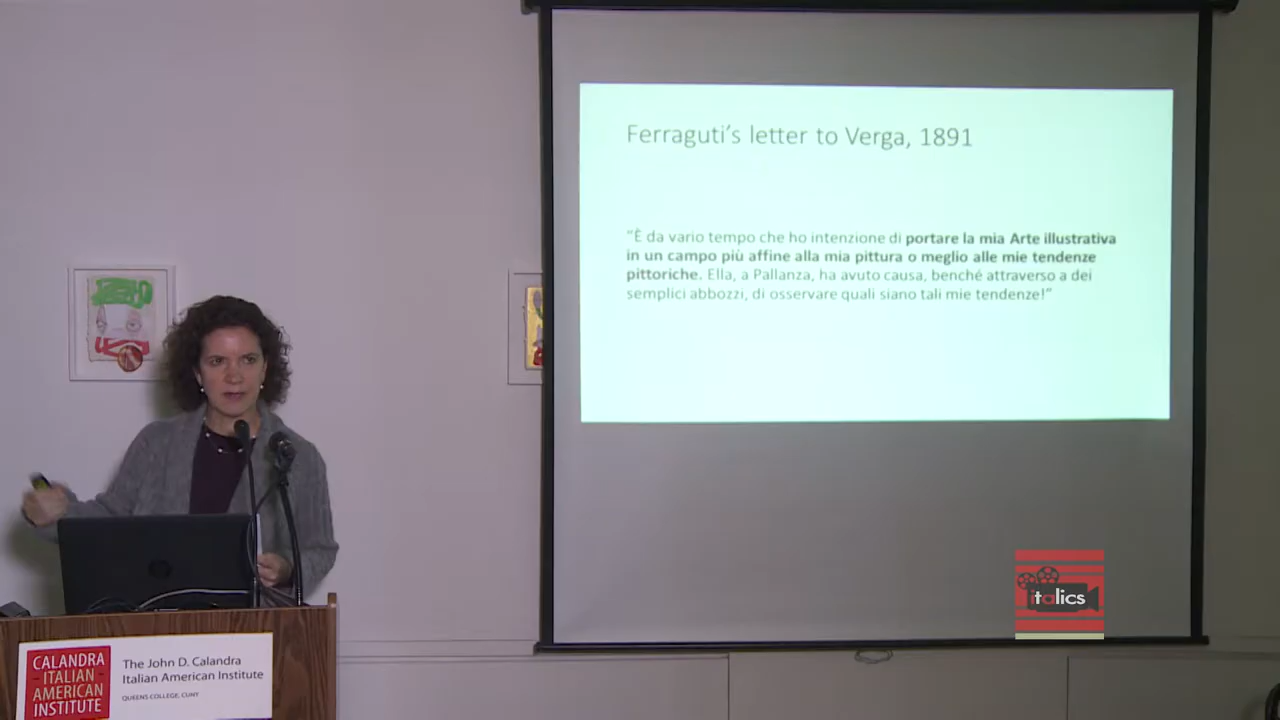 Ferraguti's letter to Verga, 1891
"È da vario tempo che ho intenzione di portare la mia Arte illustrativa
in un campo più affine alla mia pittura o meglio alle mie tendenze
pittoriche. Ella, a Pallanza, ha avuto causa, benché attraverso a dei
semplici abbozzi, di osservare quali siano tali mie tendenze!"
italics
CALANDRA
ITALIAN
AMERICAN
INSTITUTE
The John D. Calandra
Italian American Institute
QUEENS COLLEGE, CUNY